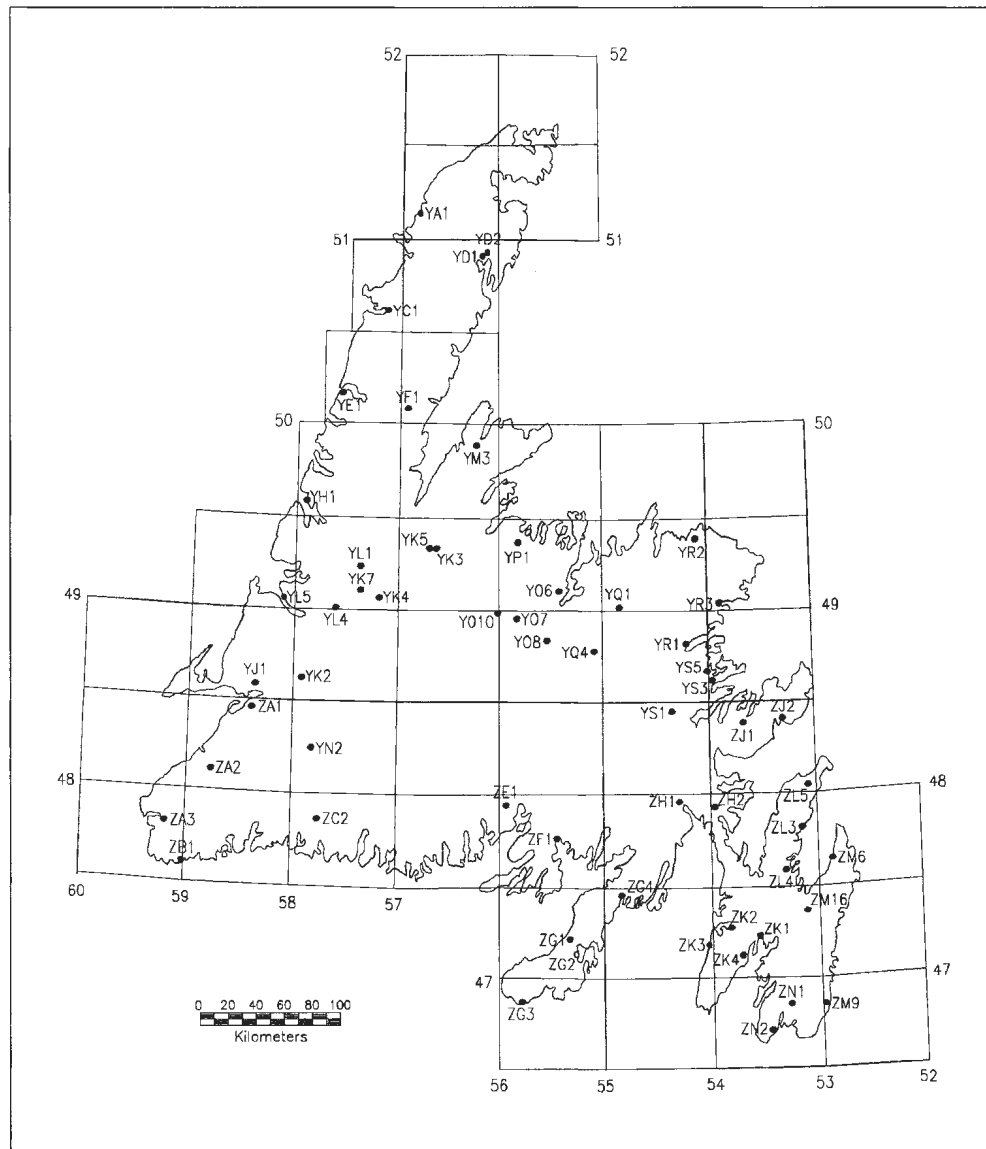 52 52
YA1
51 YD2 51
YD1
YC1
YE1 YF1
50 50
YM3
YH1
YK5 YK3 YP1 YR2
YL1
YK7
49 YL5 YK4 YO6 YQ1 YR3 49
YL4 YO10 YO7
YO8 YQ4 YR1
YS5
YJ1 YK2 YS3
ZA1 YS1 ZJ1 ZJ2
YN2
48 ZA2 48
ZE1 ZH1 ZH2 ZL5
ZA3 ZC2 ZL3
ZB1 ZF1 ZM6
60 59 58 57 ZG4 ZL4
ZM16
ZG1 ZK2 ZK1
ZG2 ZK3 ZK4
47 47
ZG3 ZN1 ZM9
0 20 40 60 80 100
Kilometers
ZN2
56 55 54 53 52